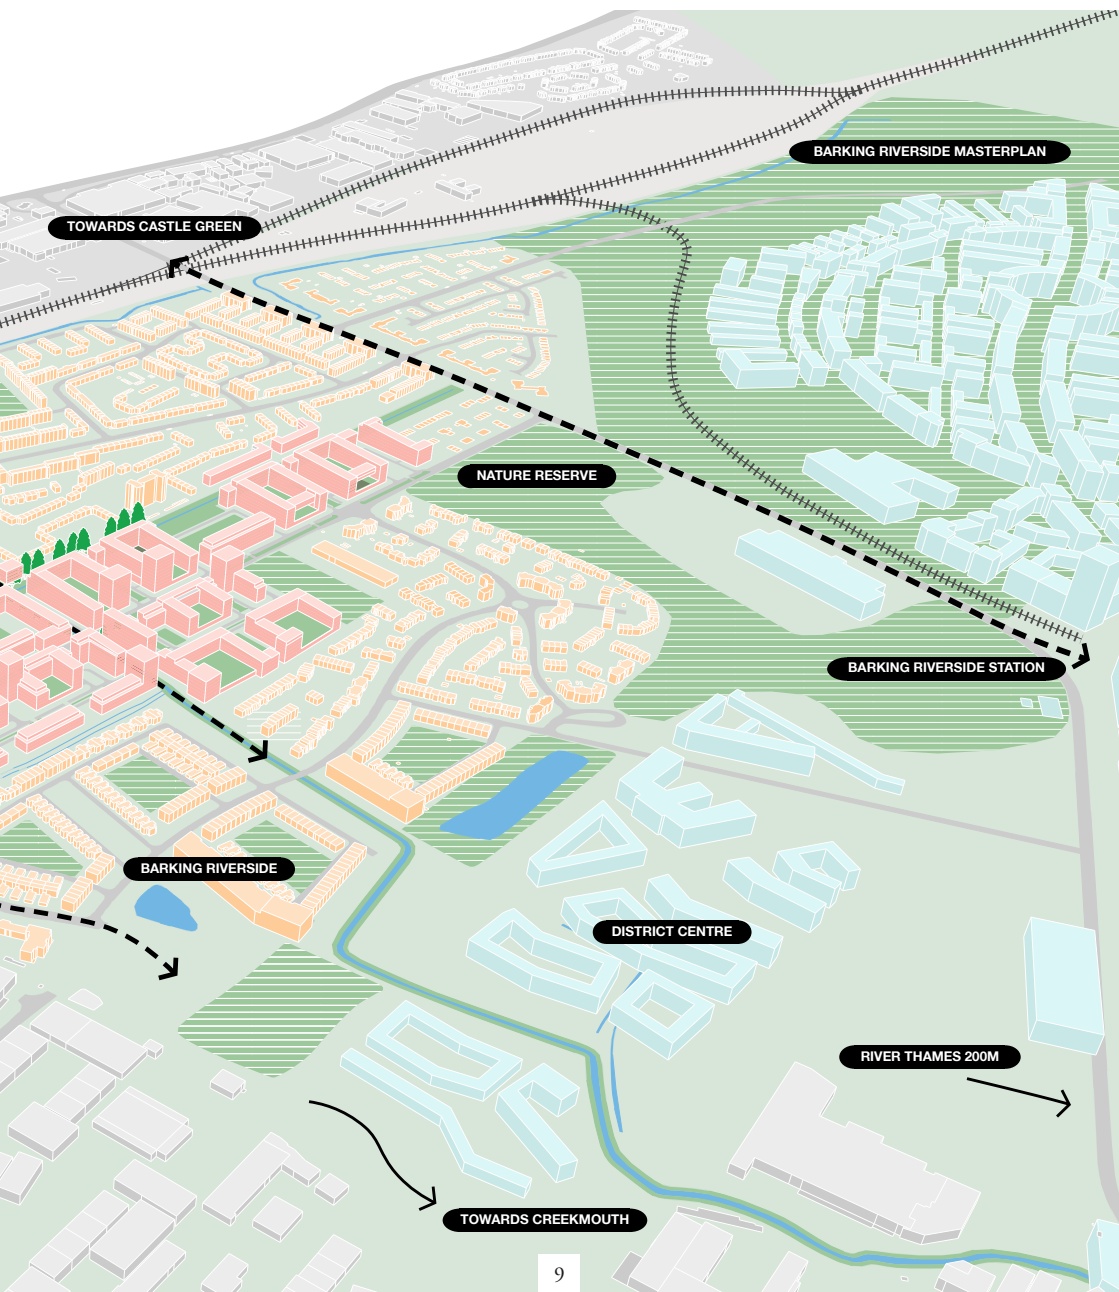 BARKING RIVERSIDE MASTERPLAN
TOWARDS CASTLE GREEN
NATURE RESERVE
BARKING RIVERSIDE STATION
BARKING RIVERSIDE
DISTRICT CENTRE
RIVER THAMES 200M
TOWARDS CREEKMOUTH
9